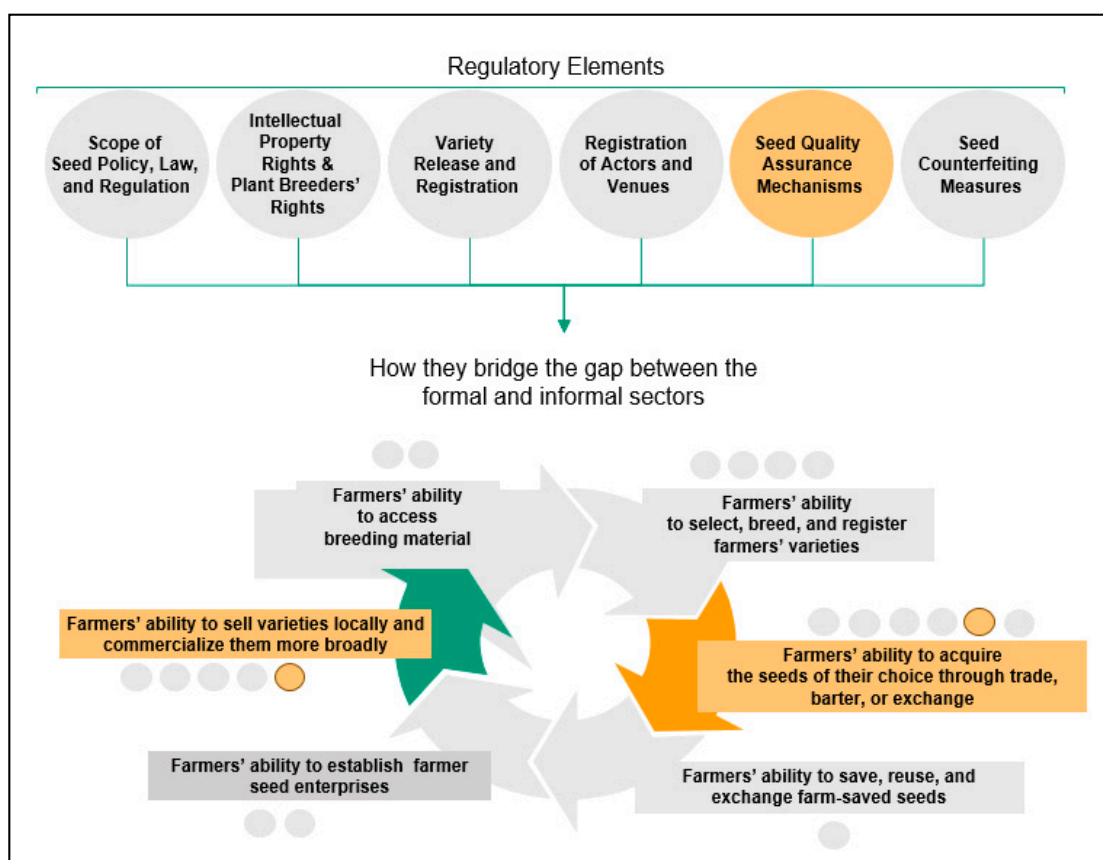 Regulatory Elements
Scope of
Seed Policy, Law,
and Regulation
Intellectual
Property
Rights &
Plant Breeders’
Rights
Variety
Release and
Registration
Registration
of Actors and
Venues
Seed Quality
Assurance
Mechanisms
Seed
Counterfeiting
Measures
How they bridge the gap between the
formal and informal sectors
Farmers’ ability
to access
breeding material
Farmers’ ability
to select, breed, and register
farmers’ varieties
Farmers’ ability to sell varieties locally and
commercialize them more broadly
Farmers’ ability to acquire
the seeds of their choice through trade,
barter, or exchange
Farmers’ ability to establish farmer
seed enterprises
Farmers’ ability to save, reuse, and
exchange farm-saved seeds